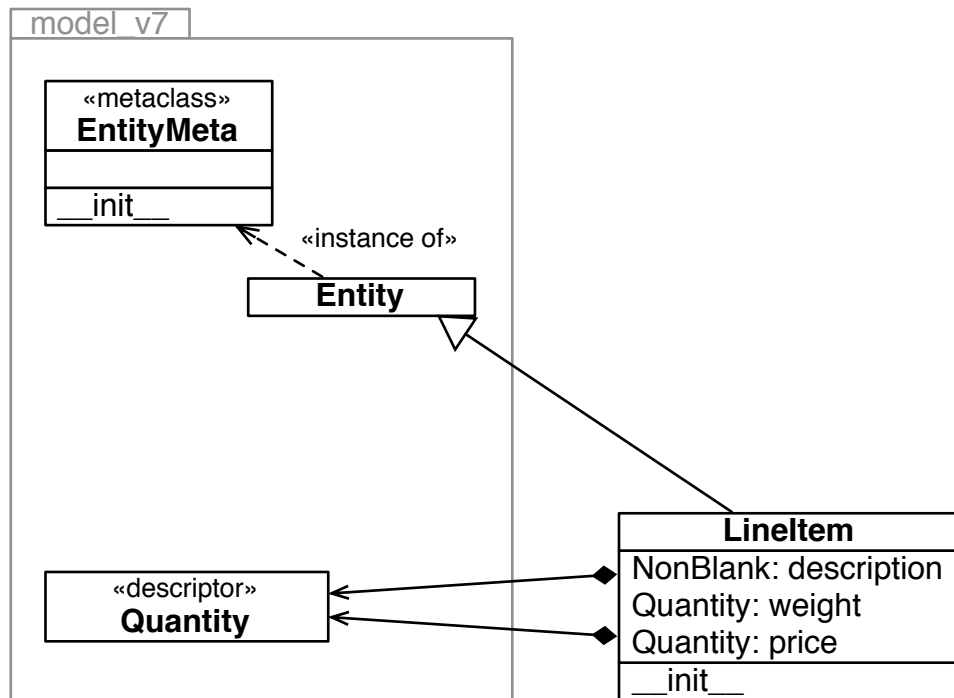 model_v7
«metaclass»
EntityMeta
__init__
«instance of»
Entity
LineItem
NonBlank: description
Quantity: weight
Quantity: price
__init__
«descriptor»
Quantity